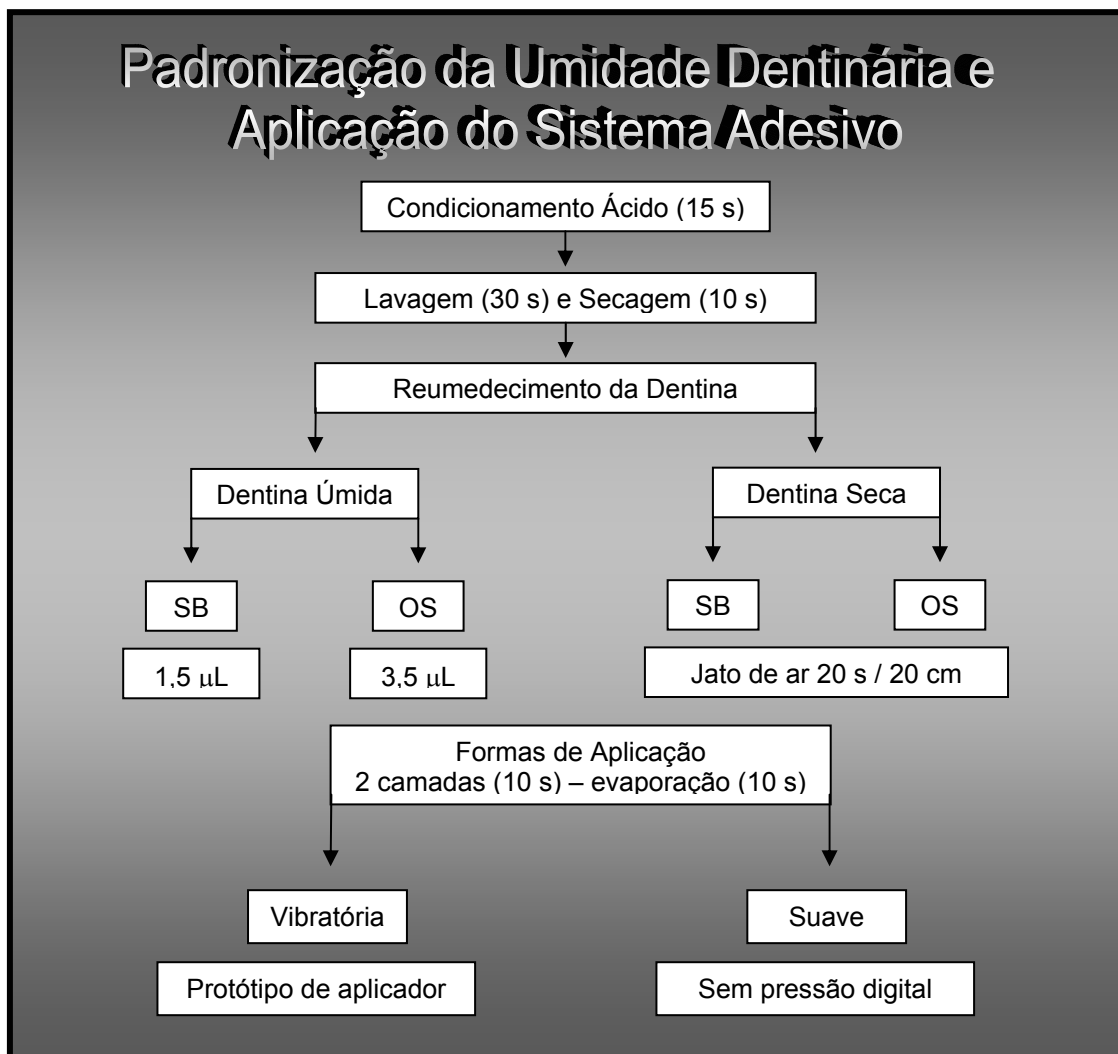 Padronização da Umidade Dentinária e
Aplicação do Sistema Adesivo
Condicionamento Ácido (15 s)
Lavagem (30 s) e Secagem (10 s)
Reumedecimento da Dentina
Dentina Úmida
Dentina Seca
SB
OS
SB
OS
1,5 μL
3,5 μL
Jato de ar 20 s / 20 cm
Formas de Aplicação
2 camadas (10 s) – evaporação (10 s)
Vibratória
Suave
Protótipo de aplicador
Sem pressão digital